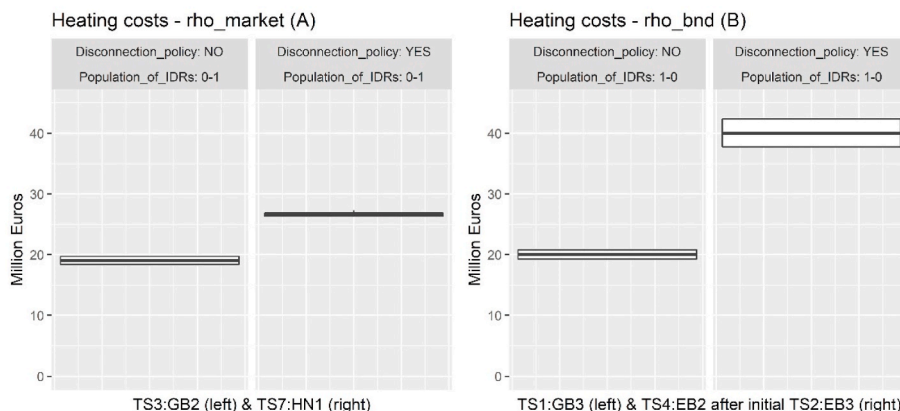 Heating costs - rho_market (A)
Disconnection_policy: NO
Population_of_IDRs: 0-1
Disconnection_policy: YES
Population_of_IDRs: 0-1
Million Euros
40
30
20
10
0
TS3:GB2 (left) & TS7:HN1 (right)
Heating costs - rho_bnd (B)
Disconnection_policy: NO
Population_of_IDRs: 1-0
Disconnection_policy: YES
Population_of_IDRs: 1-0
Million Euros
40
30
20
10
0
TS1:GB3 (left) & TS4:EB2 after initial TS2:EB3 (right)